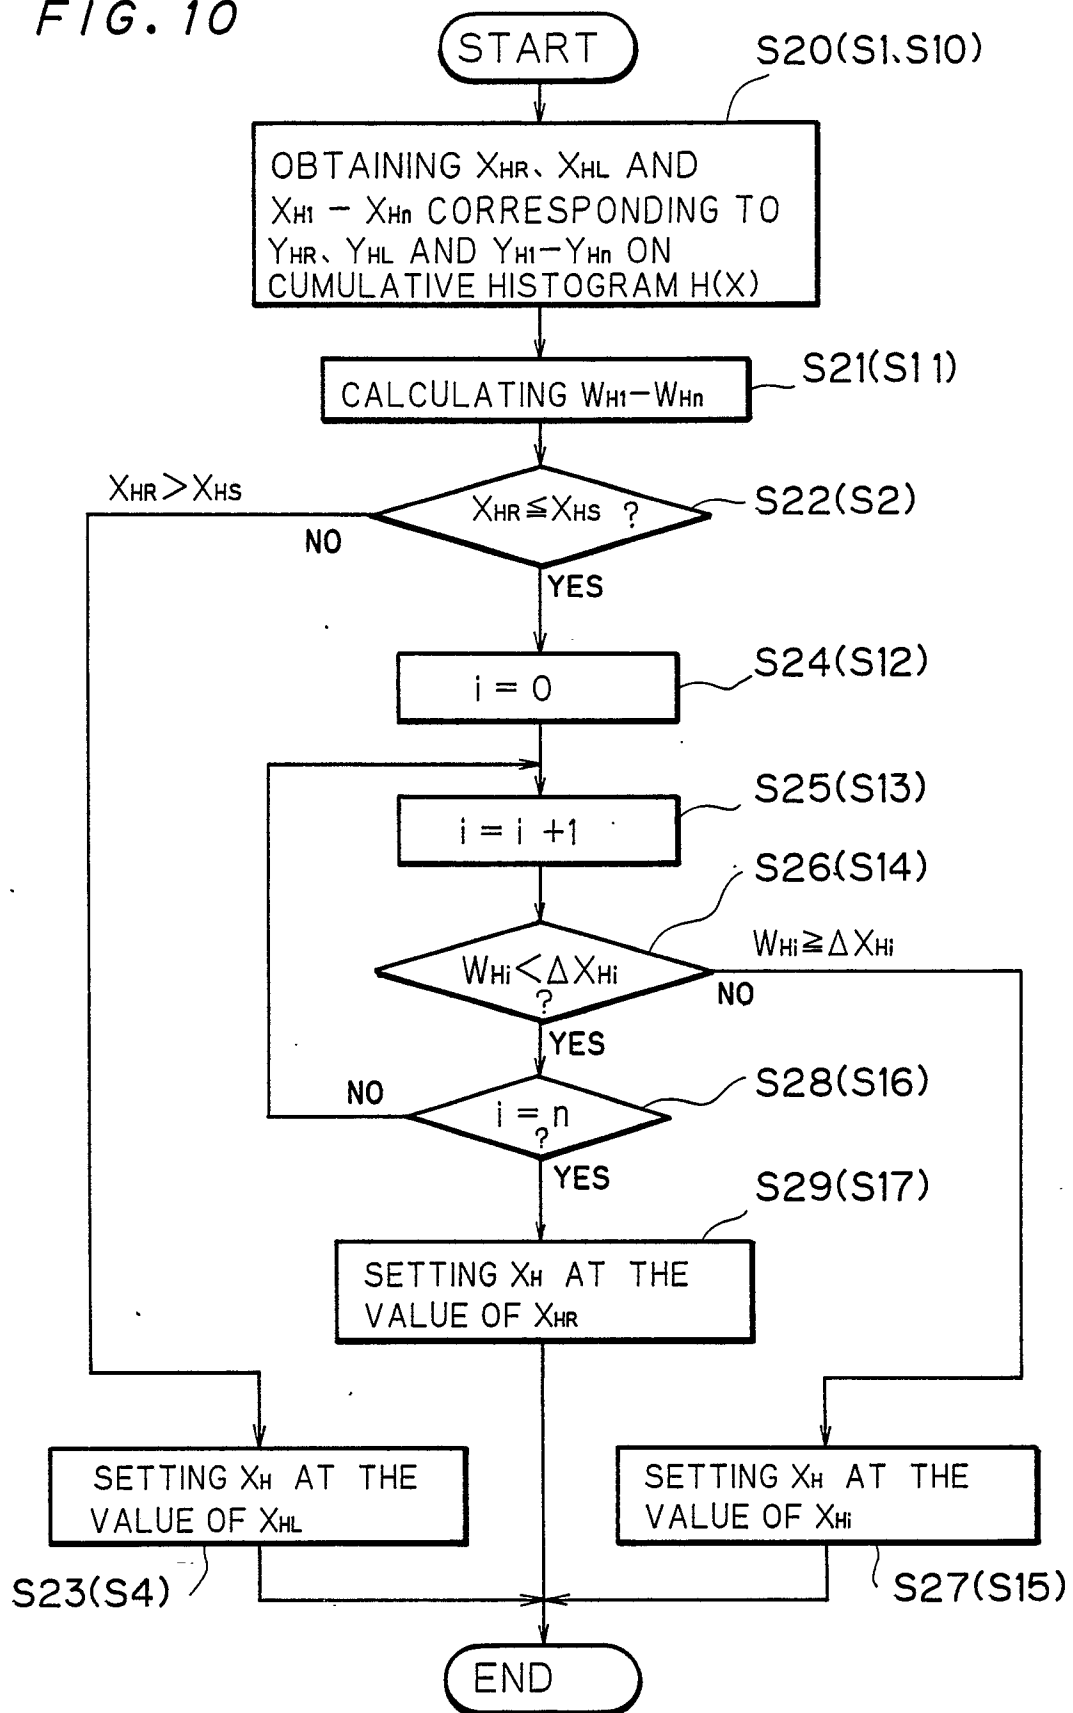 FIG. 10
START
S20(S1、S10)
OBTAINING XHR、XHL AND
XH1 – XHn CORRESPONDING TO
YHR、YHL AND YH1–YHn ON
CUMULATIVE HISTOGRAM H(X)
S21(S11)
CALCULATING WH1–WHn
XHR>XHS
XHR≦XHS ?
S22(S2)
NO
YES
S24(S12)
i = 0
S25(S13)
i = i +1
S26(S14)
WHi≧ΔXHi
WHi<ΔXHi
?
NO
YES
S28(S16)
NO
i = n
?
YES
S29(S17)
SETTING XH AT THE
VALUE OF XHR
SETTING XH AT THE
VALUE OF XHL
SETTING XH AT THE
VALUE OF XHi
S23(S4)
S27(S15)
END